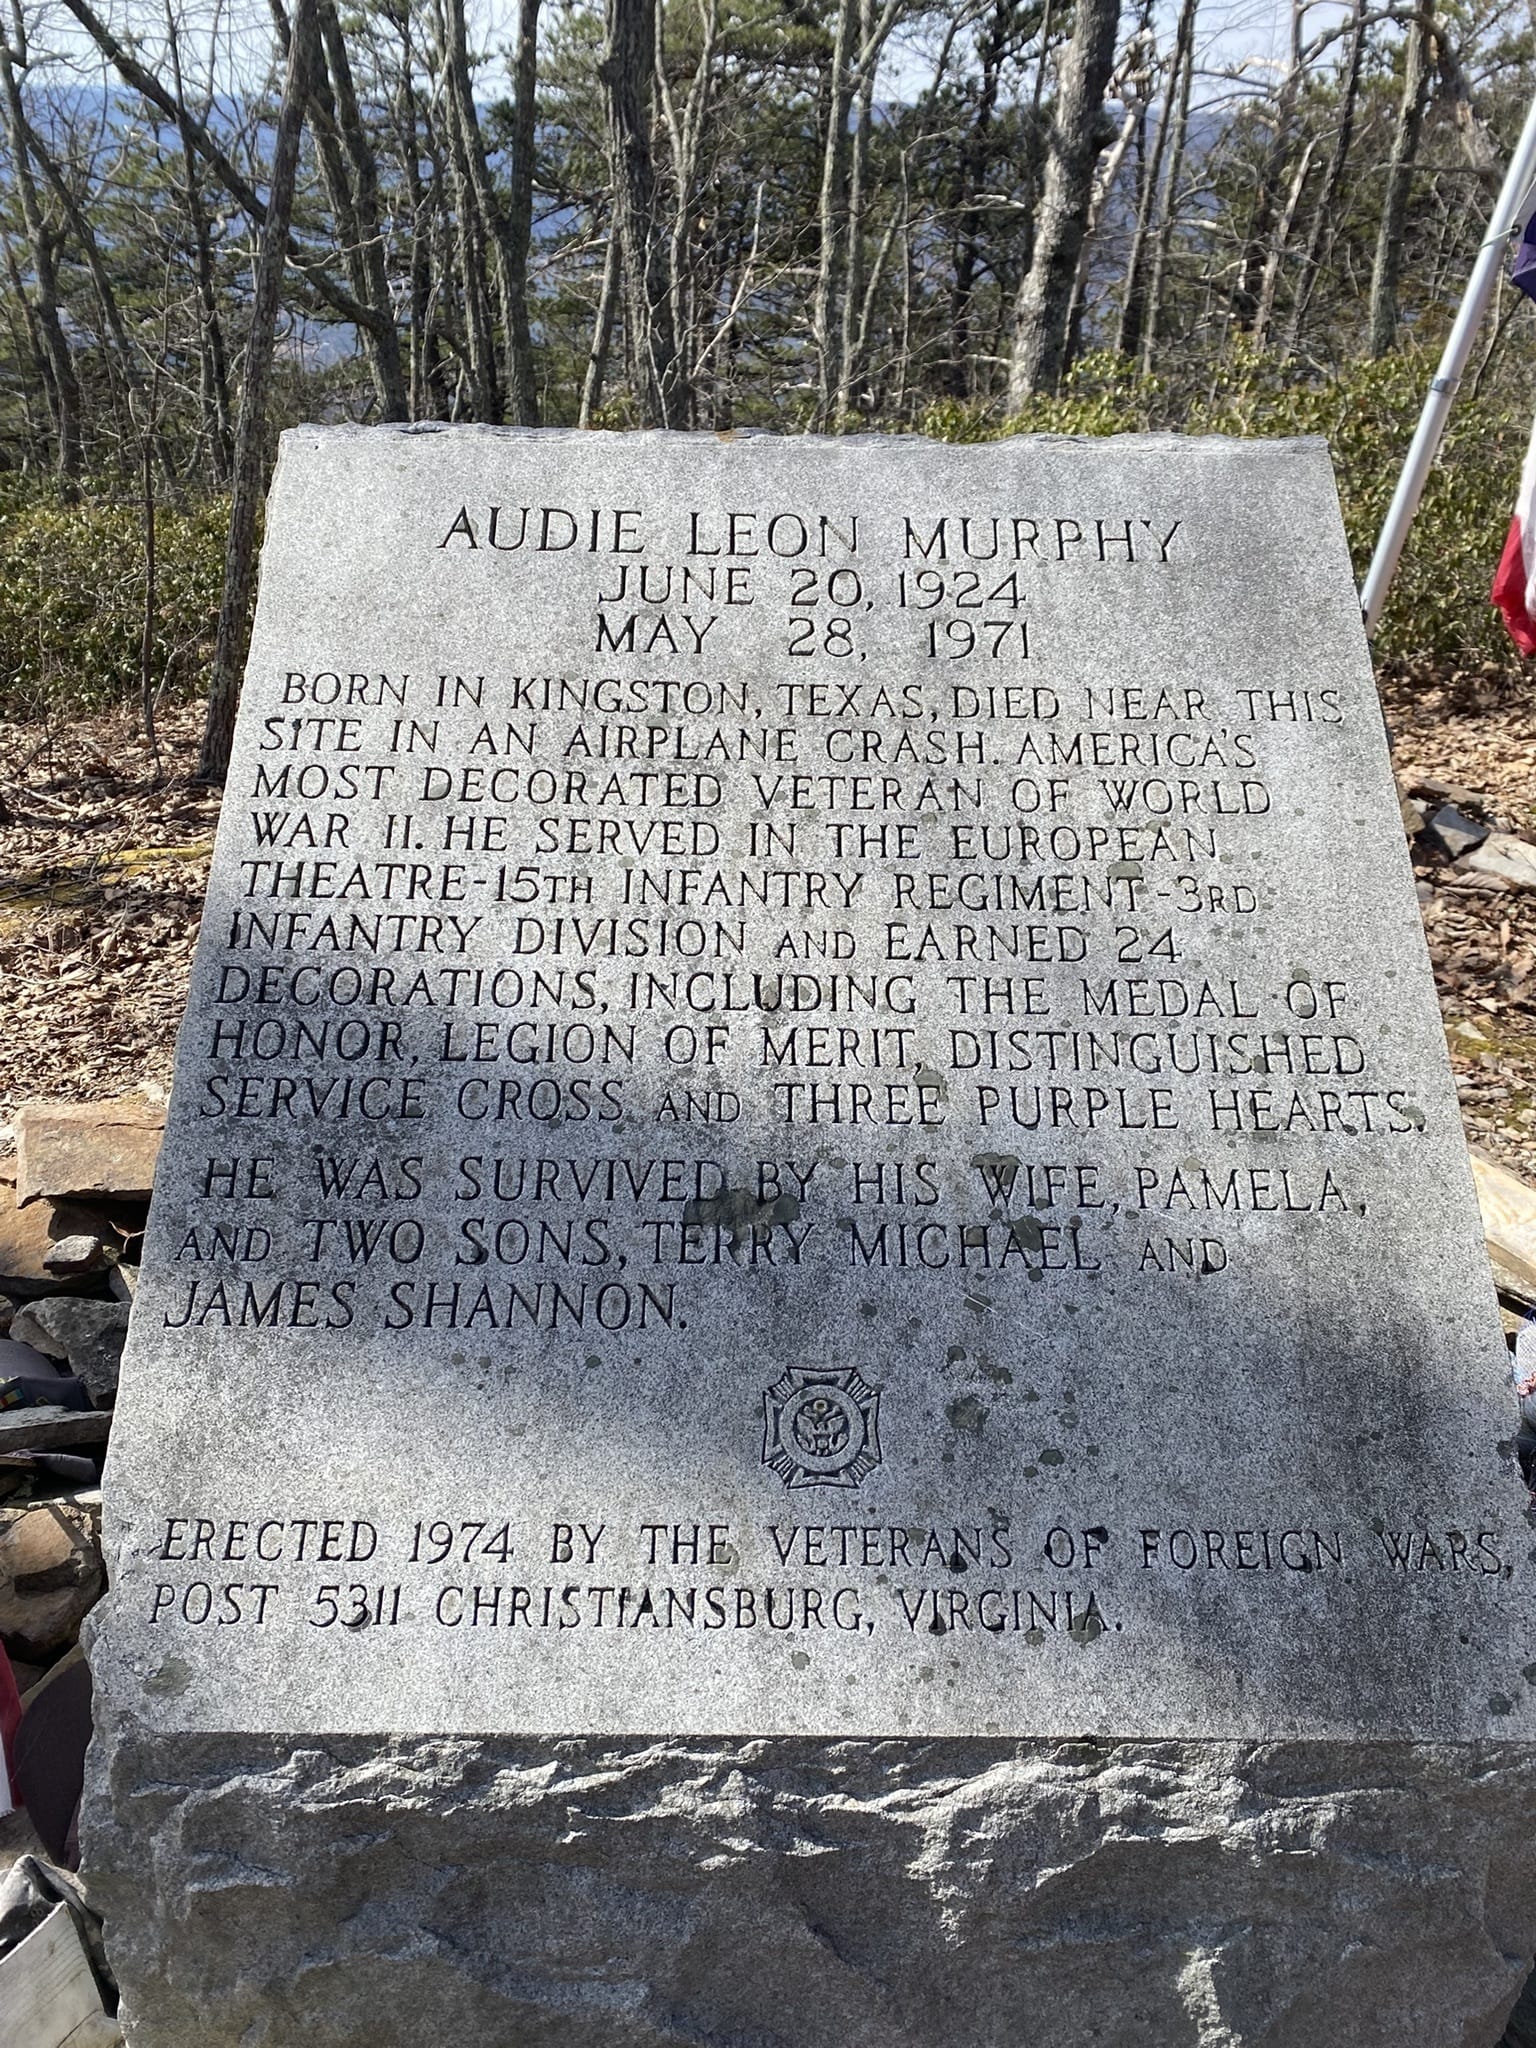 AUDIE LEON MURPHY
JUNE 20, 1924
MAY 28, 1971
BORN IN KINGSTON, TEXAS, DIED NEAR THIS
SITE IN AN AIRPLANE CRASH. AMERICA'S
MOST DECORATED VETERAN OF WORLD
WAR II. HE SERVED IN THE EUROPEAN
THEATRE-15TH INFANTRY REGIMENT-3RD
INFANTRY DIVISION AND EARNED 24
DECORATIONS, INCLUDING THE MEDAL OF
HONOR, LEGION OF MERIT, DISTINGUISHED
SERVICE CROSS AND THREE PURPLE HEARTS.
HE WAS SURVIVED BY HIS WIFE, PAMELA,
AND TWO SONS, TERRY MICHAEL AND
JAMES SHANNON.
ERECTED 1974 BY THE VETERANS OF FOREIGN WARS,
POST 5311 CHRISTIANSBURG, VIRGINIA.